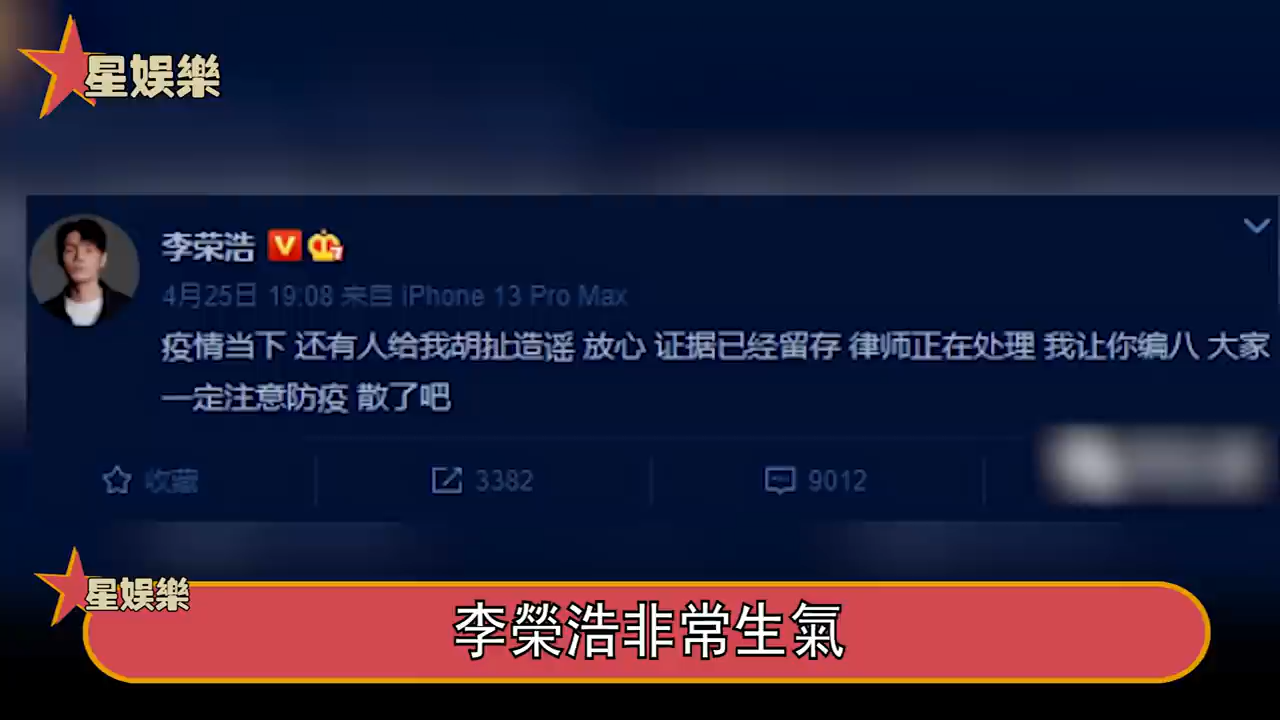 星娱樂
李荣浩
4月25日 19:08 来自 iPhone 13 Pro Max
疫情当下 还有人给我胡扯造谣 放心 证据已经留存 律师正在处理 我让你编八 大家
一定注意防疫 散了吧
收藏
3382
9012
星娱樂
李榮浩非常生氣